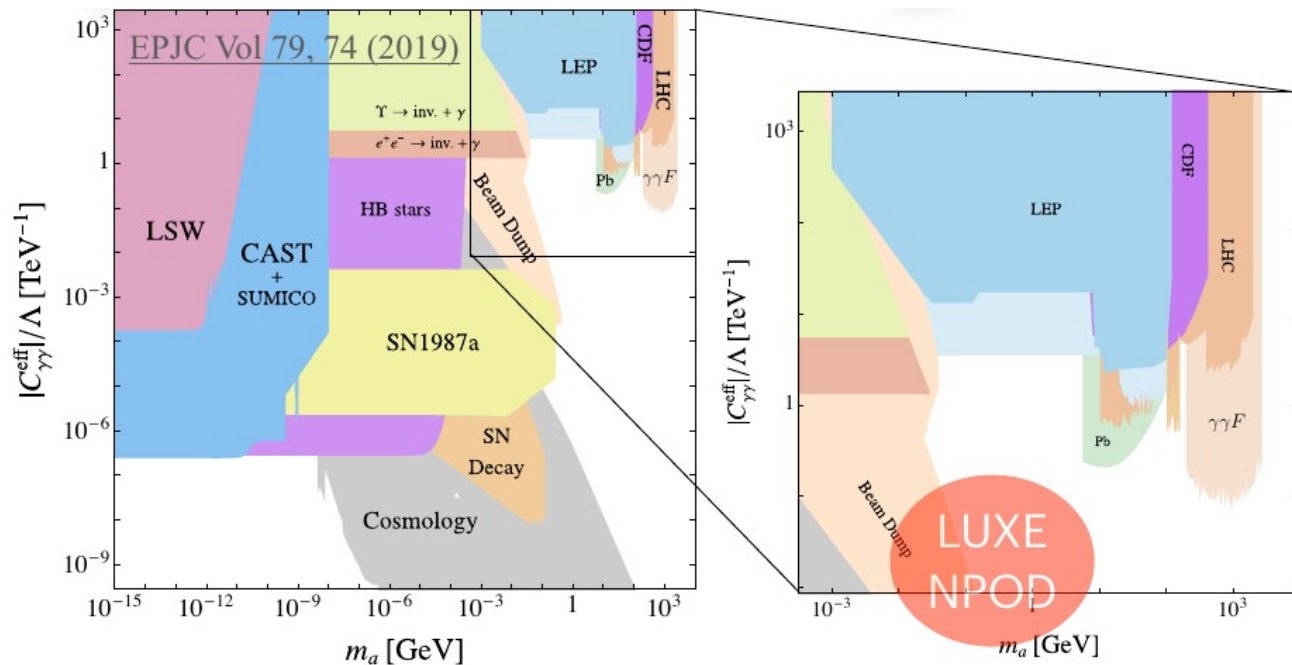 EPJC Vol 79, 74 (2019)
10³
1
10⁻³
10⁻⁶
10⁻⁹
|C^eff_γγ|/Λ [TeV⁻¹]
LSW
CAST
+
SUMICO
ϒ → inv. + γ
e⁺e⁻ → inv. + γ
HB stars
SN1987a
SN
Decay
Cosmology
Beam Dump
LEP
CDF
LHC
Pb
γγF
10⁻¹⁵ 10⁻¹² 10⁻⁹ 10⁻⁶ 10⁻³ 1 10³
m_a [GeV]
10³
1
|C^eff_γγ|/Λ [TeV⁻¹]
LEP
CDF
LHC
γγF
Pb
Beam Dump
LUXE
NPOD
10⁻³ 1 10³
m_a [GeV]